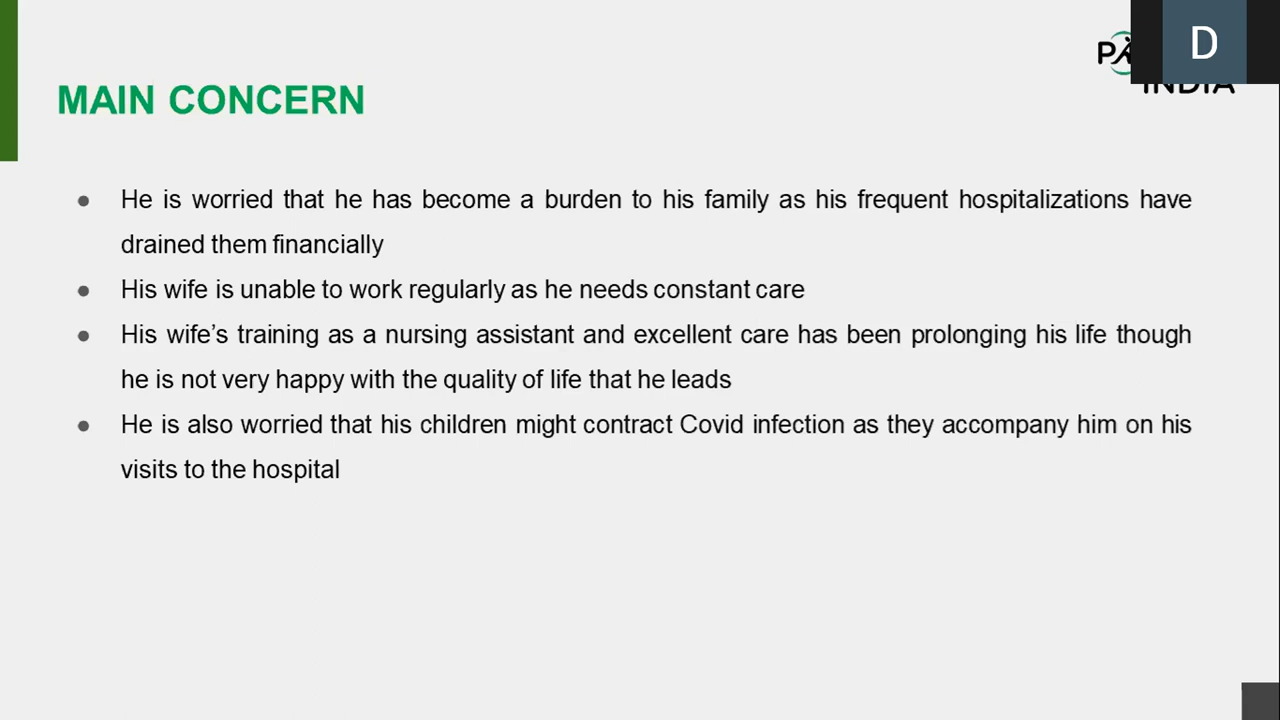 D
INDIA
MAIN CONCERN
He is worried that he has become a burden to his family as his frequent hospitalizations have
drained them financially
His wife is unable to work regularly as he needs constant care
His wife’s training as a nursing assistant and excellent care has been prolonging his life though
he is not very happy with the quality of life that he leads
He is also worried that his children might contract Covid infection as they accompany him on his
visits to the hospital